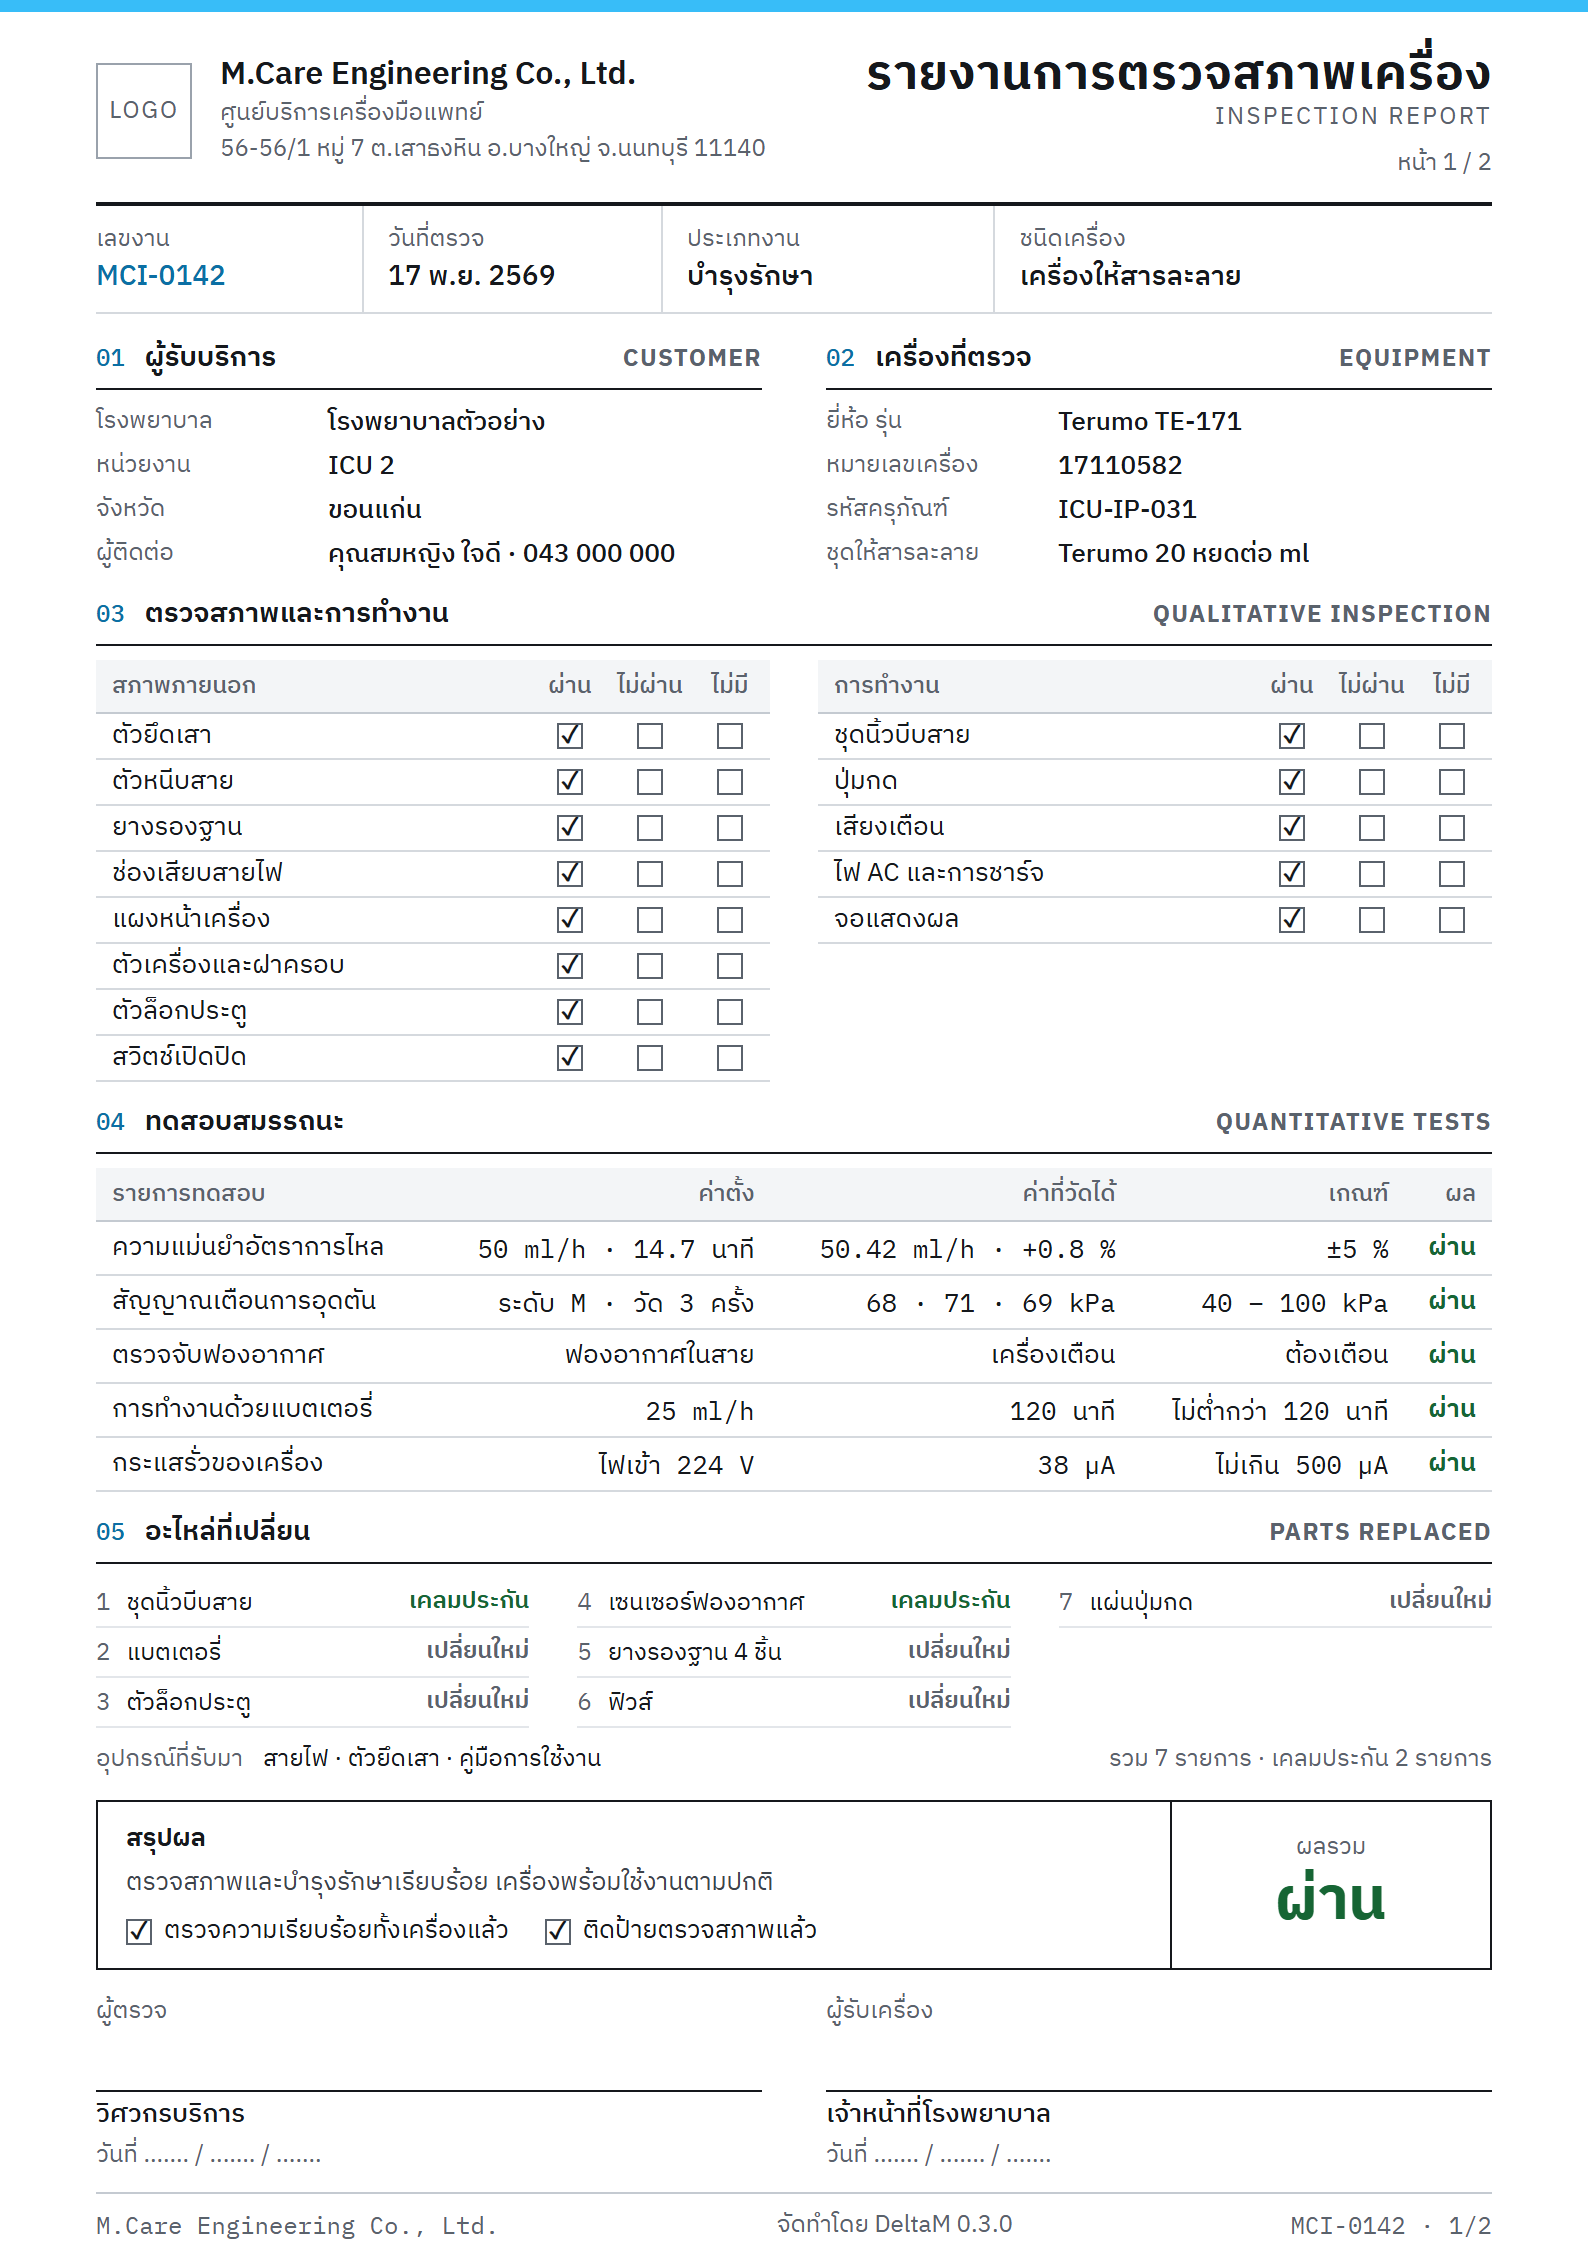 LOGO
M.Care Engineering Co., Ltd.
ศูนย์บริการเครื่องมือแพทย์
56-56/1 หมู่ 7 ต.เสาธงหิน อ.บางใหญ่ จ.นนทบุรี 11140
รายงานการตรวจสภาพเครื่อง
INSPECTION REPORT
หน้า 1 / 2
เลขงาน วันที่ตรวจ ประเภทงาน ชนิดเครื่อง
MCI-0142 17 พ.ย. 2569 บำรุงรักษา เครื่องให้สารละลาย
01 ผู้รับบริการ CUSTOMER
โรงพยาบาล โรงพยาบาลตัวอย่าง
หน่วยงาน ICU 2
จังหวัด ขอนแก่น
ผู้ติดต่อ คุณสมหญิง ใจดี · 043 000 000
02 เครื่องที่ตรวจ EQUIPMENT
ยี่ห้อ รุ่น Terumo TE-171
หมายเลขเครื่อง 17110582
รหัสครุภัณฑ์ ICU-IP-031
ชุดให้สารละลาย Terumo 20 หยดต่อ ml
03 ตรวจสภาพและการทำงาน QUALITATIVE INSPECTION
สภาพภายนอก ผ่าน ไม่ผ่าน ไม่มี
ตัวยึดเสา ✓
ตัวหนีบสาย ✓
ยางรองฐาน ✓
ช่องเสียบสายไฟ ✓
แผงหน้าเครื่อง ✓
ตัวเครื่องและฝาครอบ ✓
ตัวล็อกประตู ✓
สวิตช์เปิดปิด ✓
การทำงาน ผ่าน ไม่ผ่าน ไม่มี
ชุดนิ้วบีบสาย ✓
ปุ่มกด ✓
เสียงเตือน ✓
ไฟ AC และการชาร์จ ✓
จอแสดงผล ✓
04 ทดสอบสมรรถนะ QUANTITATIVE TESTS
รายการทดสอบ ค่าตั้ง ค่าที่วัดได้ เกณฑ์ ผล
ความแม่นยำอัตราการไหล 50 ml/h · 14.7 นาที 50.42 ml/h · +0.8 % ±5 % ผ่าน
สัญญาณเตือนการอุดตัน ระดับ M · วัด 3 ครั้ง 68 · 71 · 69 kPa 40 – 100 kPa ผ่าน
ตรวจจับฟองอากาศ ฟองอากาศในสาย เครื่องเตือน ต้องเตือน ผ่าน
การทำงานด้วยแบตเตอรี่ 25 ml/h 120 นาที ไม่ต่ำกว่า 120 นาที ผ่าน
กระแสรั่วของเครื่อง ไฟเข้า 224 V 38 µA ไม่เกิน 500 µA ผ่าน
05 อะไหล่ที่เปลี่ยน PARTS REPLACED
1 ชุดนิ้วบีบสาย เคลมประกัน
2 แบตเตอรี่ เปลี่ยนใหม่
3 ตัวล็อกประตู เปลี่ยนใหม่
4 เซนเซอร์ฟองอากาศ เคลมประกัน
5 ยางรองฐาน 4 ชิ้น เปลี่ยนใหม่
6 ฟิวส์ เปลี่ยนใหม่
7 แผ่นปุ่มกด เปลี่ยนใหม่
อุปกรณ์ที่รับมา สายไฟ · ตัวยึดเสา · คู่มือการใช้งาน รวม 7 รายการ · เคลมประกัน 2 รายการ
สรุปผล
ตรวจสภาพและบำรุงรักษาเรียบร้อย เครื่องพร้อมใช้งานตามปกติ
✓ ตรวจความเรียบร้อยทั้งเครื่องแล้ว ✓ ติดป้ายตรวจสภาพแล้ว
ผลรวม
ผ่าน
ผู้ตรวจ
วิศวกรบริการ
วันที่ ....... / ....... / .......
ผู้รับเครื่อง
เจ้าหน้าที่โรงพยาบาล
วันที่ ....... / ....... / .......
M.Care Engineering Co., Ltd. จัดทำโดย DeltaM 0.3.0 MCI-0142 · 1/2